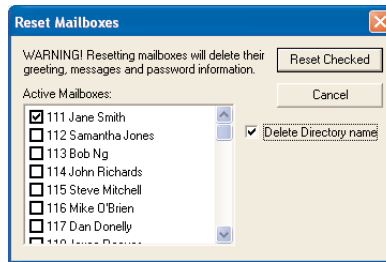 Reset Mailboxes
WARNING! Resetting mailboxes will delete their
greeting, messages and password information.
Reset Checked
Cancel
Active Mailboxes:
111 Jane Smith
112 Samantha Jones
113 Bob Ng
114 John Richards
115 Steve Mitchell
116 Mike O'Brien
117 Dan Donelly
Delete Directory name